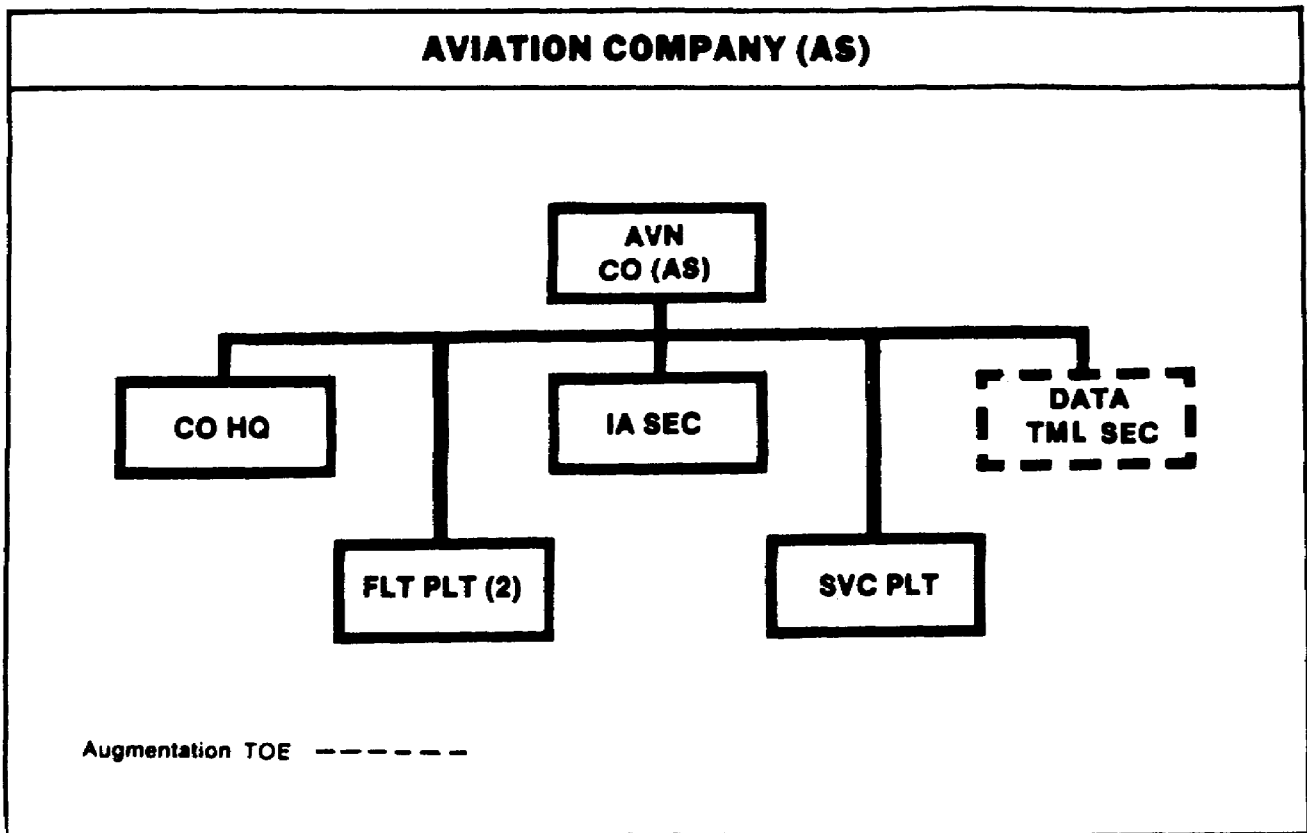 AVIATION COMPANY (AS)
AVN
CO (AS)
CO HQ
IA SEC
DATA
TML SEC
FLT PLT (2)
SVC PLT
Augmentation TOE